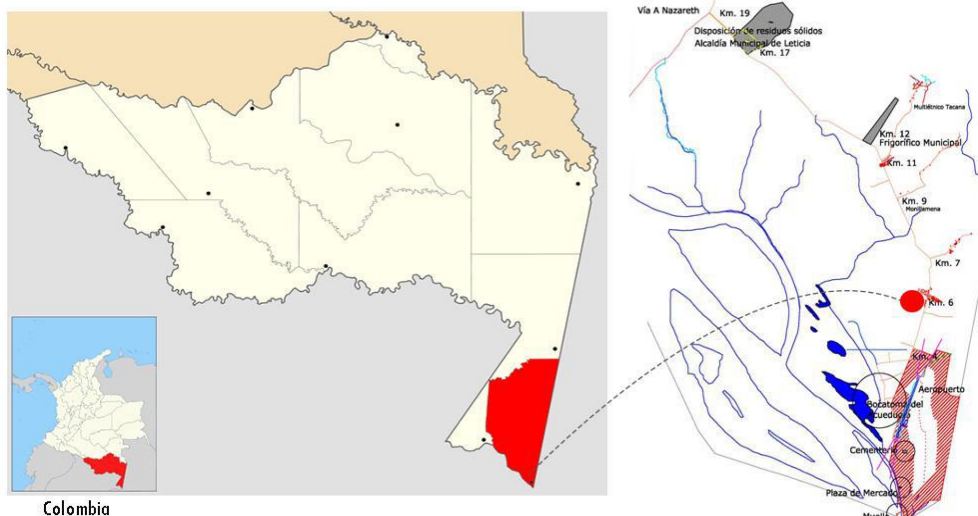 Vía A Nazareth
Km. 19
Disposición de residuos sólidos
Alcaldía Municipal de Leticia
Km. 17
Multiétnico Tacana
Km. 12
Frigorífico Municipal
Km. 11
Km. 9
Monillamena
Km. 7
Km. 6
Km. 4
Aeropuerto
Bocatoma del
Acueducto
Cementerio
Plaza de Mercado
Muelle
Colombia